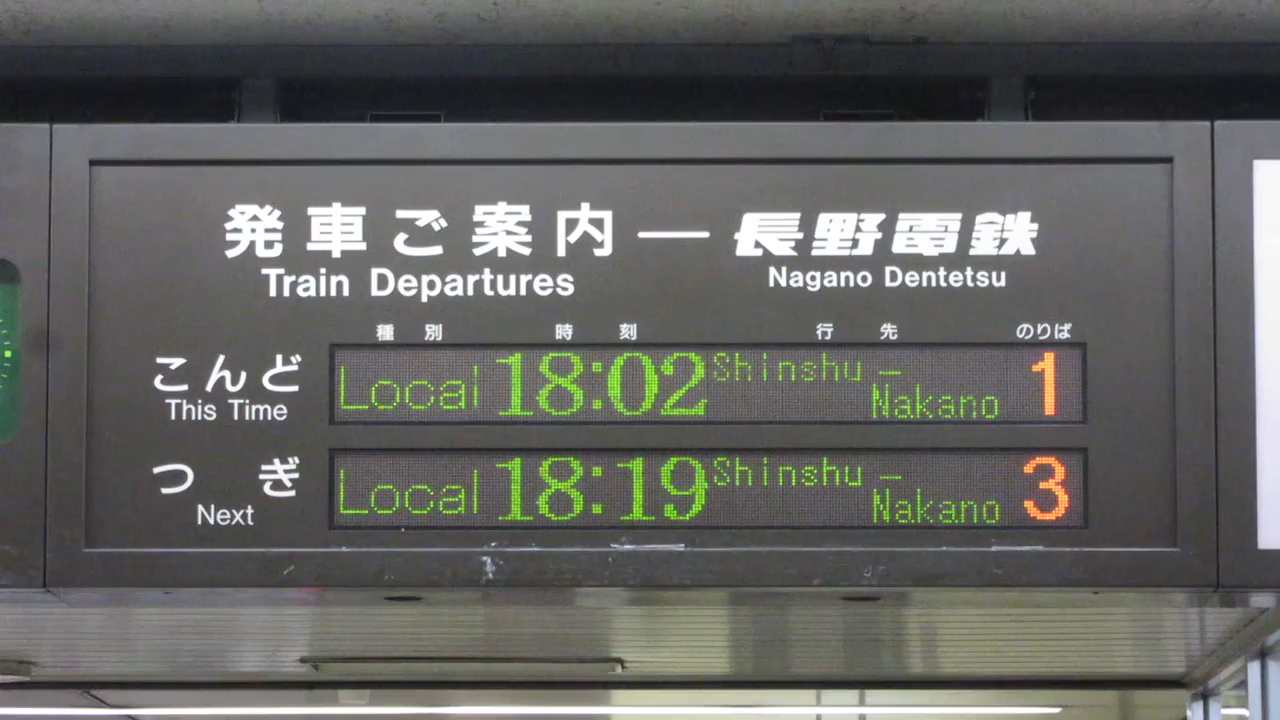 発車ご案内—長野電鉄
Train Departures Nagano Dentetsu
種別 時刻 行先 のりば
こんど Local 18:02 Shinshu-Nakano 1
This Time
つぎ Local 18:19 Shinshu-Nakano 3
Next